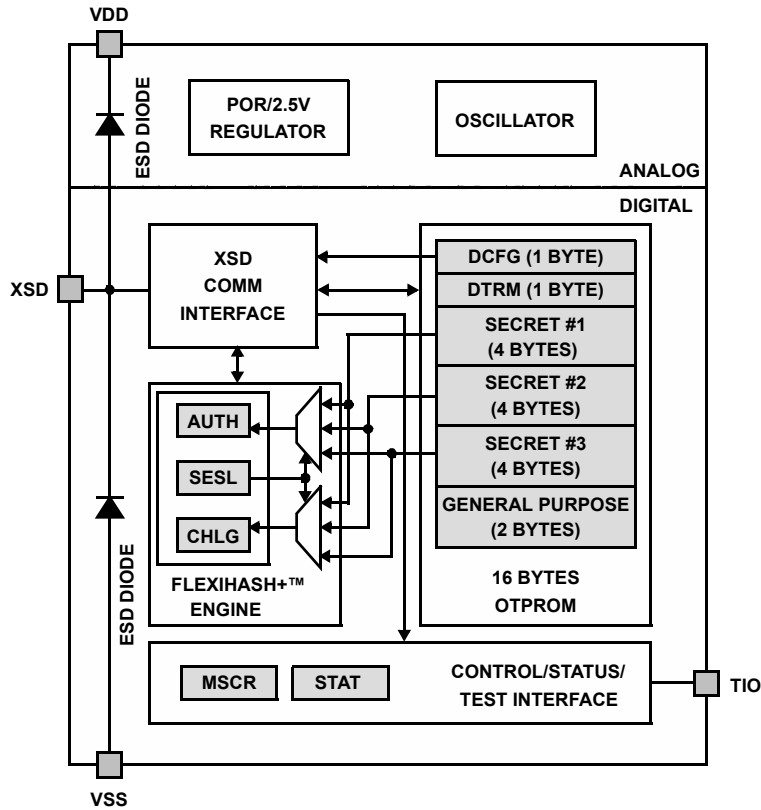 VDD
ESD DIODE
POR/2.5V
REGULATOR
OSCILLATOR
ANALOG
DIGITAL
XSD
XSD
COMM
INTERFACE
DCFG (1 BYTE)
DTRM (1 BYTE)
SECRET #1
(4 BYTES)
SECRET #2
(4 BYTES)
SECRET #3
(4 BYTES)
GENERAL PURPOSE
(2 BYTES)
16 BYTES
OTPROM
AUTH
SESL
CHLG
FLEXIHASH+™
ENGINE
ESD DIODE
MSCR
STAT
CONTROL/STATUS/
TEST INTERFACE
TIO
VSS